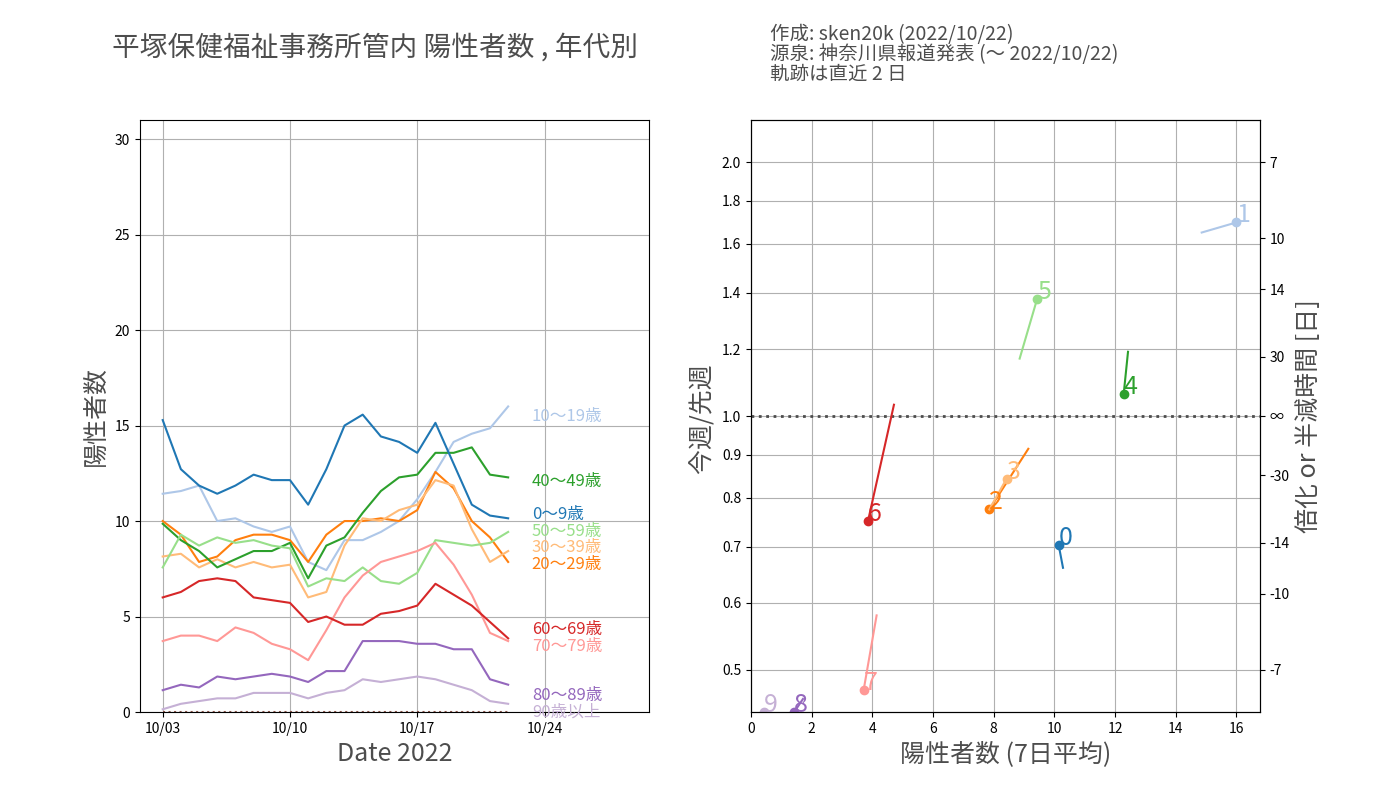 平塚保健福祉事務所管内 陽性者数 , 年代別
作成: sken20k (2022/10/22)
源泉: 神奈川県報道発表 (～ 2022/10/22)
軌跡は直近 2 日
陽性者数
30
25
20
15
10
5
0
10/03
10/10
10/17
10/24
Date 2022
10～19歳
40～49歳
0～9歳
50～59歳
30～39歳
20～29歳
60～69歳
70～79歳
80～89歳
90歳以上
今週/先週
2.0
1.8
1.6
1.4
1.2
1.0
0.9
0.8
0.7
0.6
0.5
1
5
4
3
2
6
0
7
9
8
0
2
4
6
8
10
12
14
16
陽性者数 (7日平均)
7
10
14
30
∞
-30
-14
-10
-7
倍化 or 半減時間 [日]